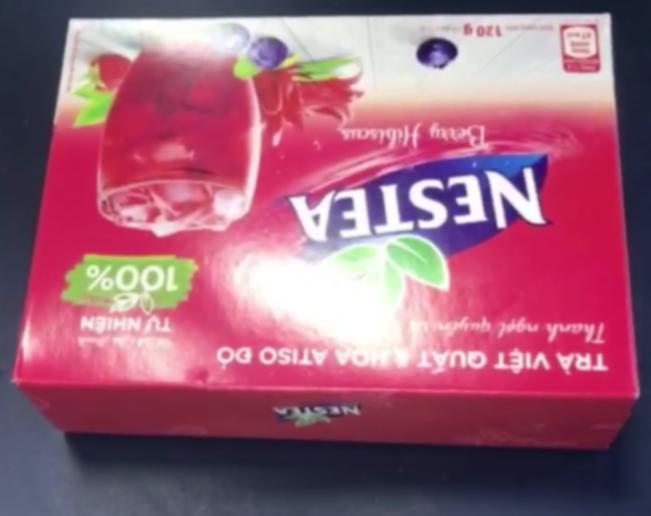 TRÀ VIỆT QUẤT & HOA ATISO ĐỎ
Thanh ngọt quyến rũ
TỰ NHIÊN
100%
NESTEA
Berry Hibiscus
120 g
NESTEA